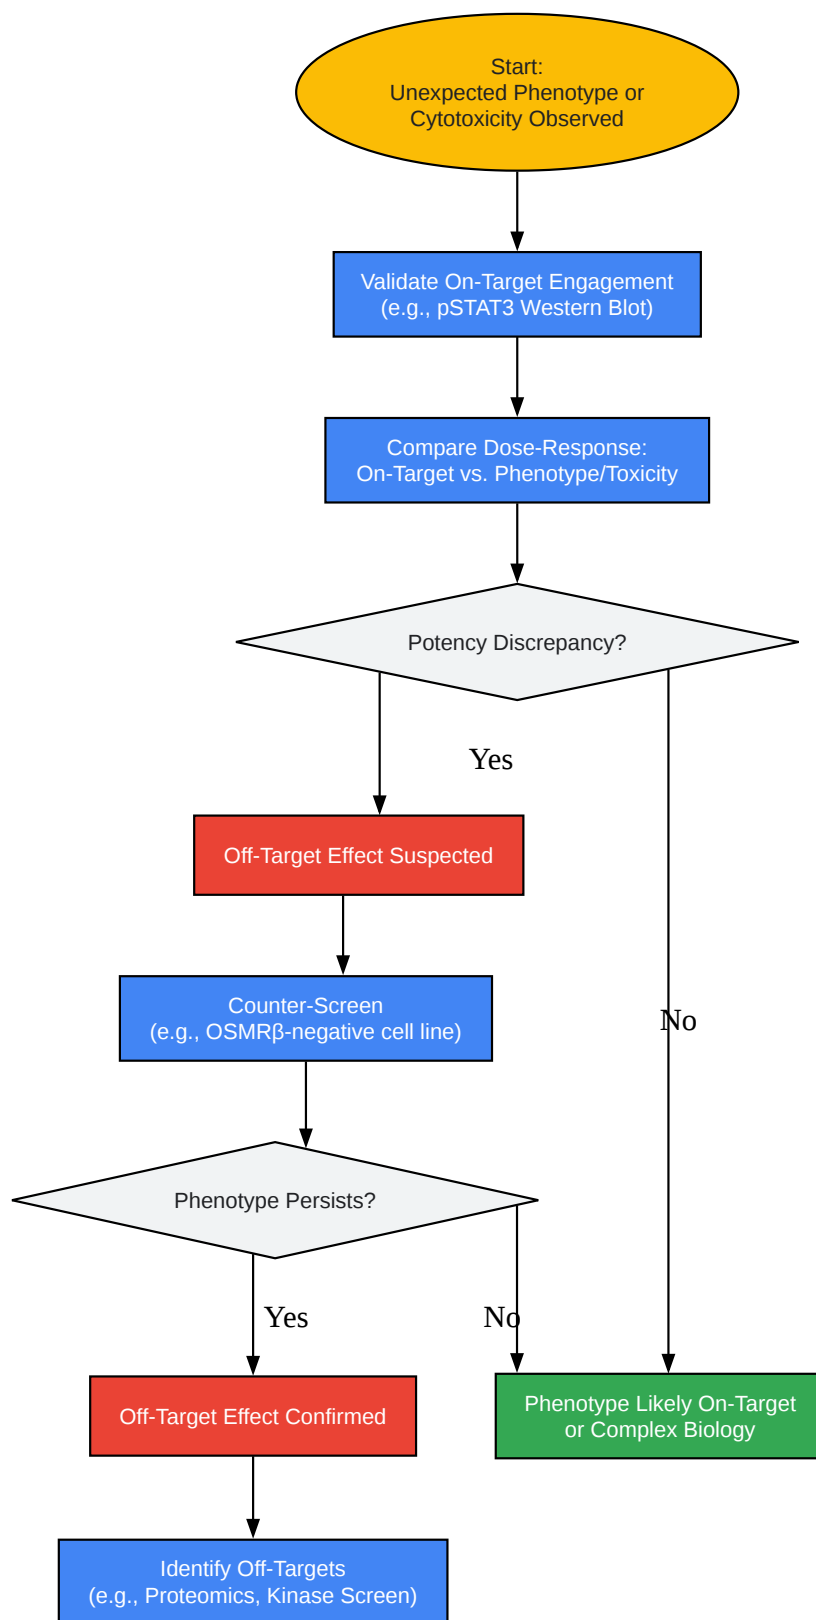 Start:
Unexpected Phenotype or
Cytotoxicity Observed
Validate On-Target Engagement
(e.g., pSTAT3 Western Blot)
Compare Dose-Response:
On-Target vs. Phenotype/Toxicity
Potency Discrepancy?
Yes
Off-Target Effect Suspected
Counter-Screen
(e.g., OSMRβ-negative cell line)
No
Phenotype Persists?
Yes
No
Off-Target Effect Confirmed
Phenotype Likely On-Target
or Complex Biology
Identify Off-Targets
(e.g., Proteomics, Kinase Screen)